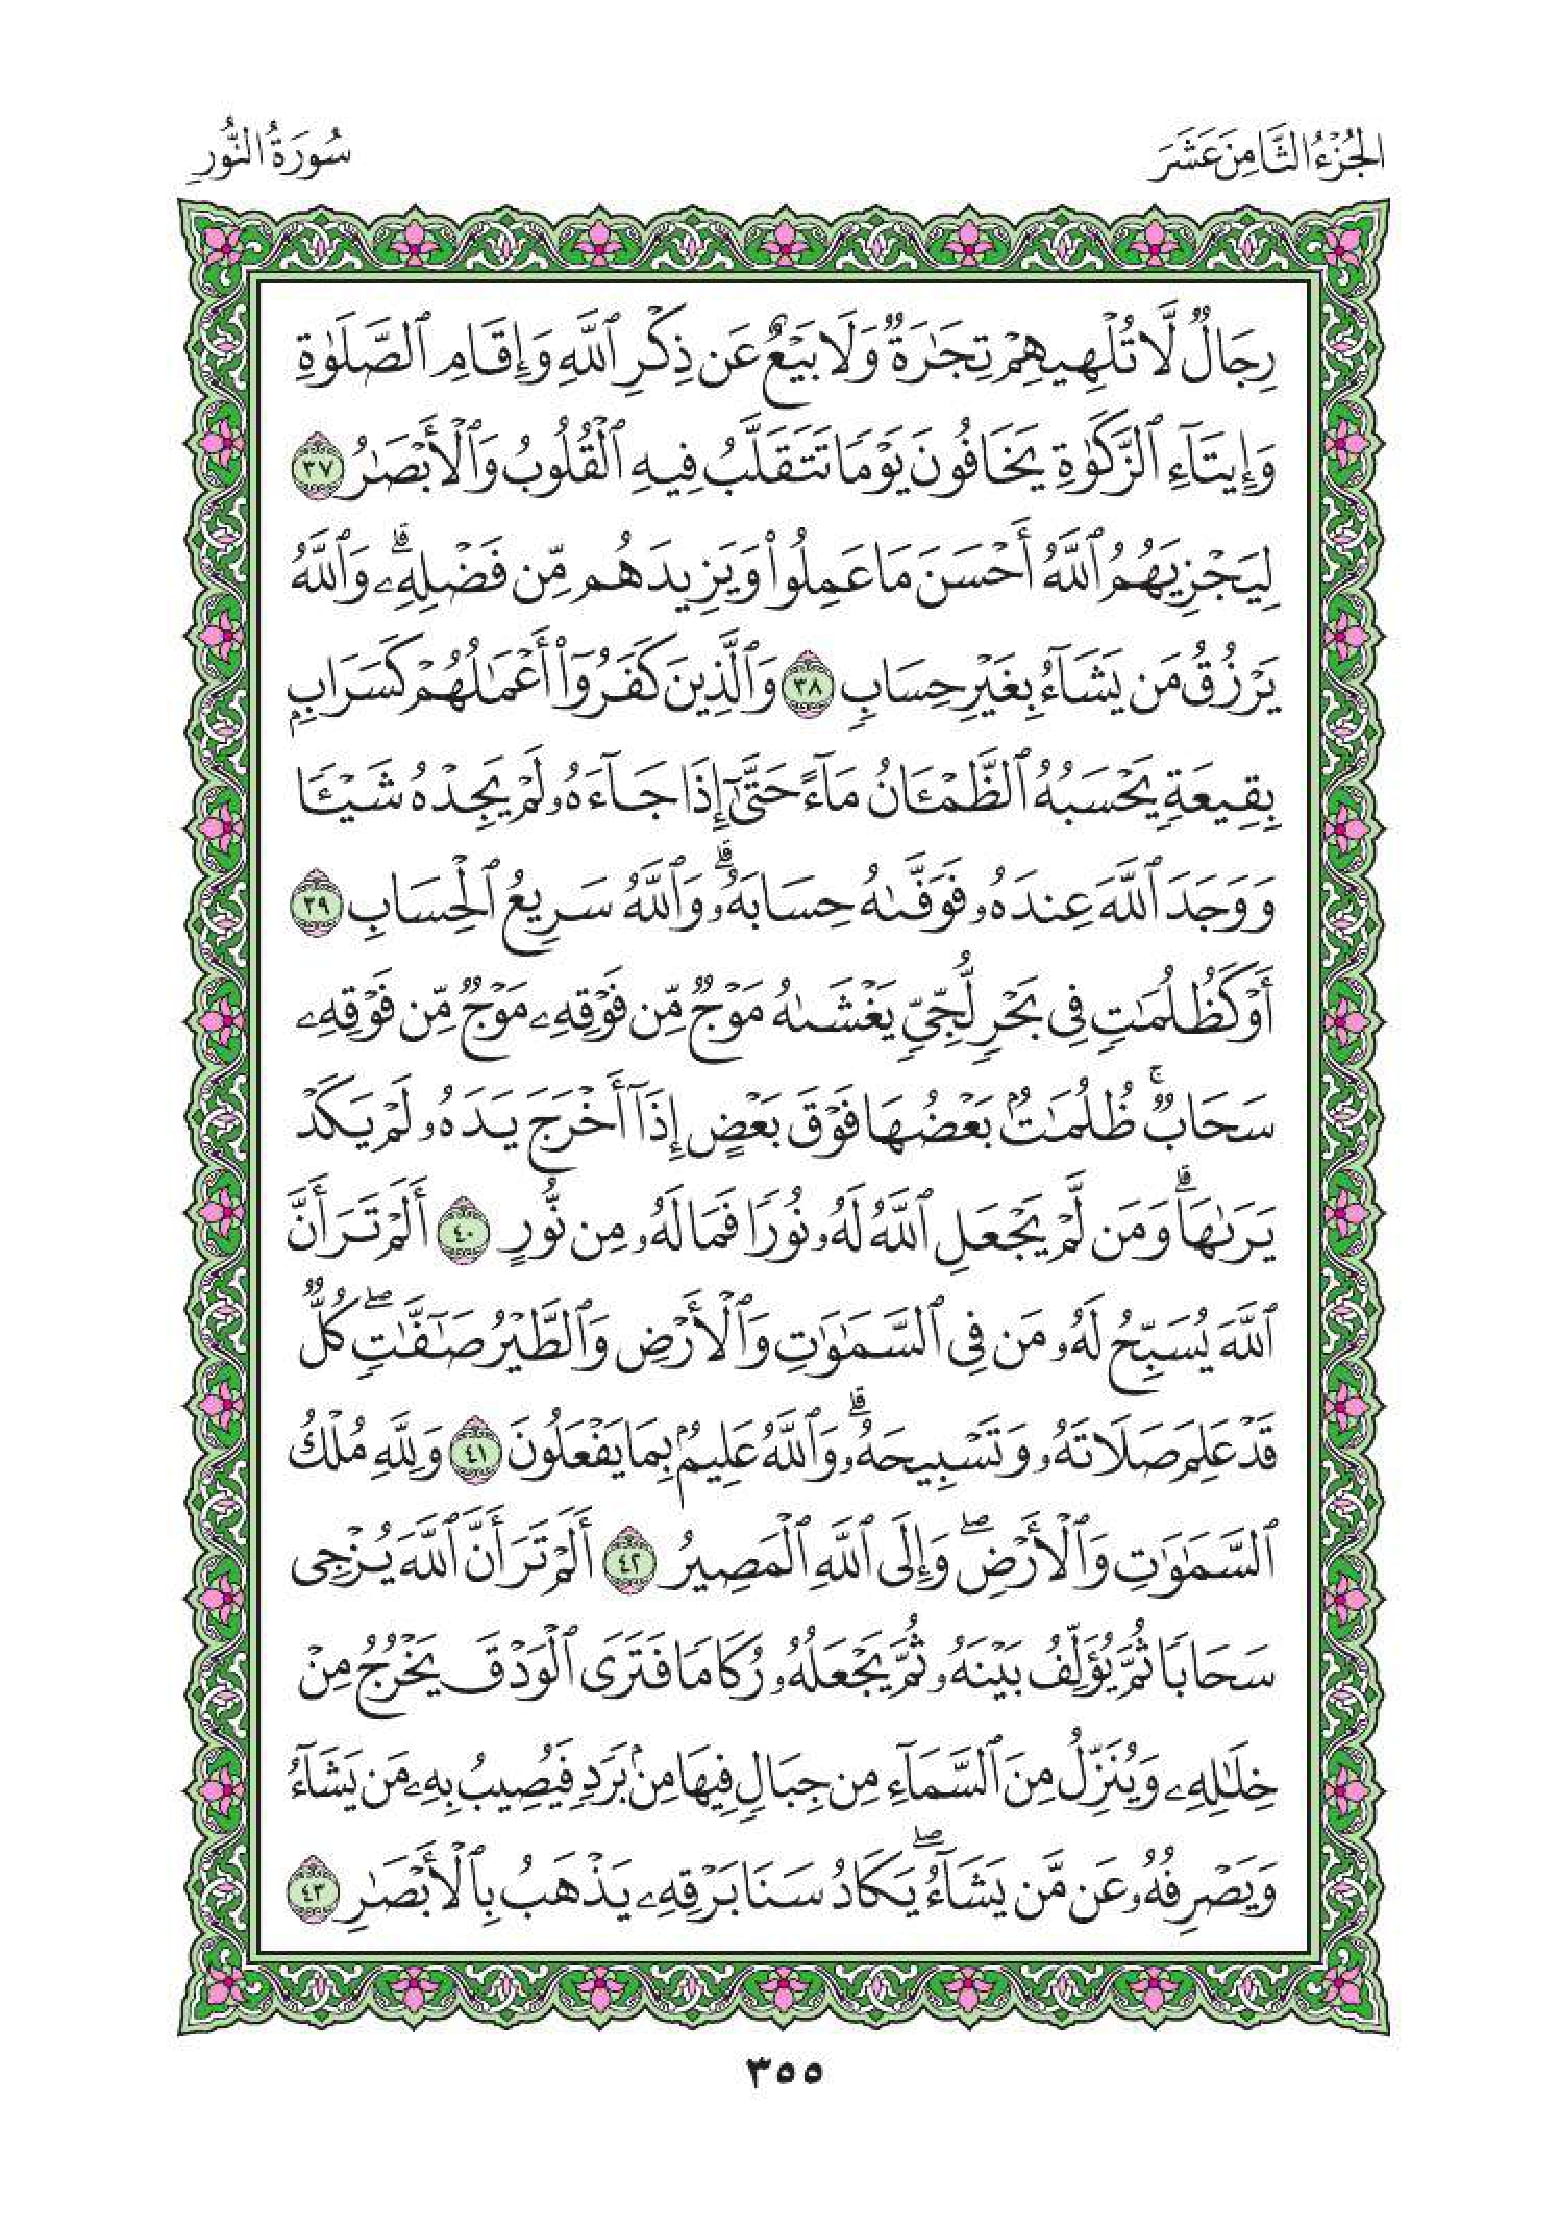 الجُزْءُ الثَّامِنَ عَشَرَ
سُورَةُ النُّورِ
رِجَالٌ لَّا تُلْهِيهِمْ تِجَٰرَةٌ وَلَا بَيْعٌ عَن ذِكْرِ ٱللَّهِ وَإِقَامِ ٱلصَّلَوٰةِ
وَإِيتَآءِ ٱلزَّكَوٰةِ يَخَافُونَ يَوْمًا تَتَقَلَّبُ فِيهِ ٱلْقُلُوبُ وَٱلْأَبْصَٰرُ ٣٧
لِيَجْزِيَهُمُ ٱللَّهُ أَحْسَنَ مَا عَمِلُوا۟ وَيَزِيدَهُم مِّن فَضْلِهِۦ ۗ وَٱللَّهُ
يَرْزُقُ مَن يَشَآءُ بِغَيْرِ حِسَابٍ ٣٨ وَٱلَّذِينَ كَفَرُوٓا۟ أَعْمَٰلُهُمْ كَسَرَابٍۭ
بِقِيعَةٍ يَحْسَبُهُ ٱلظَّمْـَٔانُ مَآءً حَتَّىٰٓ إِذَا جَآءَهُۥ لَمْ يَجِدْهُ شَيْـًٔا
وَوَجَدَ ٱللَّهَ عِندَهُۥ فَوَفَّىٰهُ حِسَابَهُۥ ۗ وَٱللَّهُ سَرِيعُ ٱلْحِسَابِ ٣٩
أَوْ كَظُلُمَٰتٍ فِى بَحْرٍ لُّجِّىٍّ يَغْشَىٰهُ مَوْجٌ مِّن فَوْقِهِۦ مَوْجٌ مِّن فَوْقِهِۦ
سَحَابٌ ۚ ظُلُمَٰتٌۢ بَعْضُهَا فَوْقَ بَعْضٍ إِذَآ أَخْرَجَ يَدَهُۥ لَمْ يَكَدْ
يَرَىٰهَا ۗ وَمَن لَّمْ يَجْعَلِ ٱللَّهُ لَهُۥ نُورًا فَمَا لَهُۥ مِن نُّورٍ ٤٠ أَلَمْ تَرَ أَنَّ
ٱللَّهَ يُسَبِّحُ لَهُۥ مَن فِى ٱلسَّمَٰوَٰتِ وَٱلْأَرْضِ وَٱلطَّيْرُ صَٰٓفَّٰتٍ ۖ كُلٌّ
قَدْ عَلِمَ صَلَاتَهُۥ وَتَسْبِيحَهُۥ ۗ وَٱللَّهُ عَلِيمٌۢ بِمَا يَفْعَلُونَ ٤١ وَلِلَّهِ مُلْكُ
ٱلسَّمَٰوَٰتِ وَٱلْأَرْضِ ۖ وَإِلَى ٱللَّهِ ٱلْمَصِيرُ ٤٢ أَلَمْ تَرَ أَنَّ ٱللَّهَ يُزْجِى
سَحَابًا ثُمَّ يُؤَلِّفُ بَيْنَهُۥ ثُمَّ يَجْعَلُهُۥ رُكَامًا فَتَرَى ٱلْوَدْقَ يَخْرُجُ مِنْ
خِلَٰلِهِۦ وَيُنَزِّلُ مِنَ ٱلسَّمَآءِ مِن جِبَالٍ فِيهَا مِنۢ بَرَدٍ فَيُصِيبُ بِهِۦ مَن يَشَآءُ
وَيَصْرِفُهُۥ عَن مَّن يَشَآءُ ۖ يَكَادُ سَنَا بَرْقِهِۦ يَذْهَبُ بِٱلْأَبْصَٰرِ ٤٣
٣٥٥